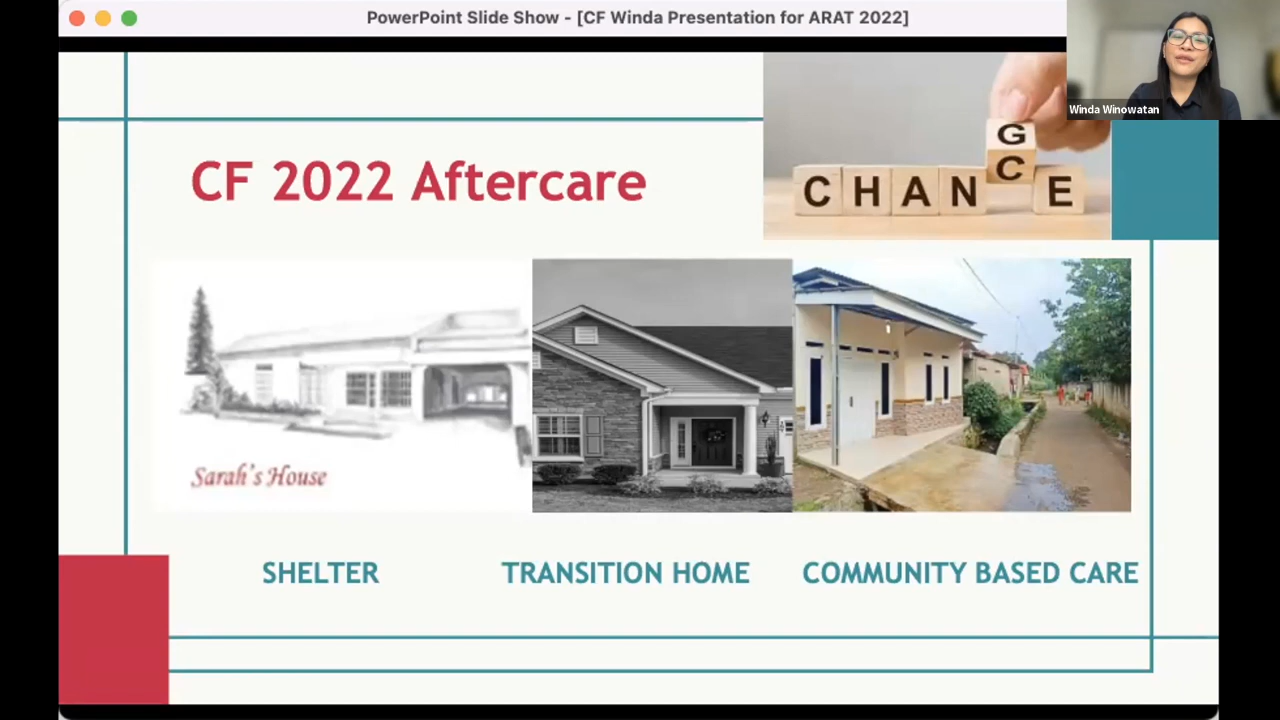 PowerPoint Slide Show - [CF Winda Presentation for ARAT 2022]
Winda Winowatan
G
CHANCE
CF 2022 Aftercare
Sarah's House
SHELTER
TRANSITION HOME
COMMUNITY BASED CARE